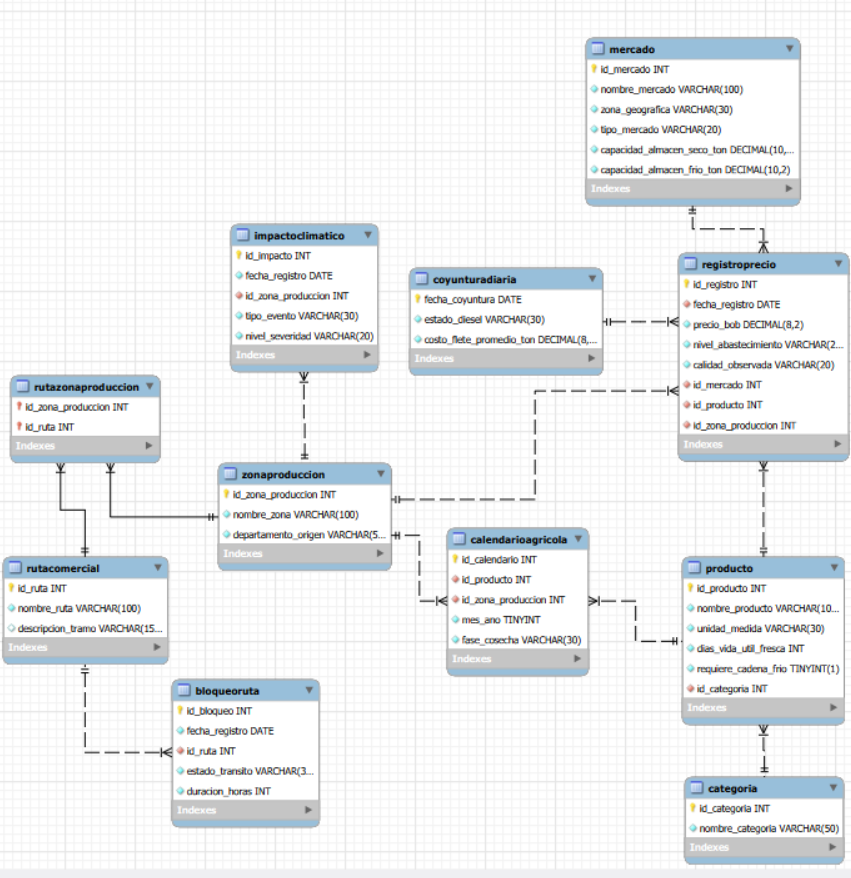 mercado
id_mercado INT
nombre_mercado VARCHAR(100)
zona_geografica VARCHAR(30)
tipo_mercado VARCHAR(20)
capacidad_almacen_seco_ton DECIMAL(10,...
capacidad_almacen_frio_ton DECIMAL(10,2)
Indexes
impactoclimatico
id_impacto INT
fecha_registro DATE
id_zona_produccion INT
tipo_evento VARCHAR(30)
nivel_severidad VARCHAR(20)
Indexes
coyunturadiaria
fecha_coyuntura DATE
estado_diesel VARCHAR(30)
costo_flete_promedio_ton DECIMAL(8,...
Indexes
registroprecio
id_registro INT
fecha_registro DATE
precio_bob DECIMAL(8,2)
nivel_abastecimiento VARCHAR(2...
calidad_observada VARCHAR(20)
id_mercado INT
id_producto INT
id_zona_produccion INT
Indexes
rutazonaproduccion
id_zona_produccion INT
id_ruta INT
Indexes
zonaproduccion
id_zona_produccion INT
nombre_zona VARCHAR(100)
departamento_origen VARCHAR(5...
Indexes
rutacomercial
id_ruta INT
nombre_ruta VARCHAR(100)
descripcion_tramo VARCHAR(15...
Indexes
calendarioagricola
id_calendario INT
id_producto INT
id_zona_produccion INT
mes_ano TINYINT
fase_cosecha VARCHAR(30)
Indexes
producto
id_producto INT
nombre_producto VARCHAR(10...
unidad_medida VARCHAR(30)
dias_vida_util_fresca INT
requiere_cadena_frio TINYINT(1)
id_categoria INT
Indexes
bloqueoruta
id_bloqueo INT
fecha_registro DATE
id_ruta INT
estado_transito VARCHAR(3...
duracion_horas INT
Indexes
categoria
id_categoria INT
nombre_categoria VARCHAR(50)
Indexes